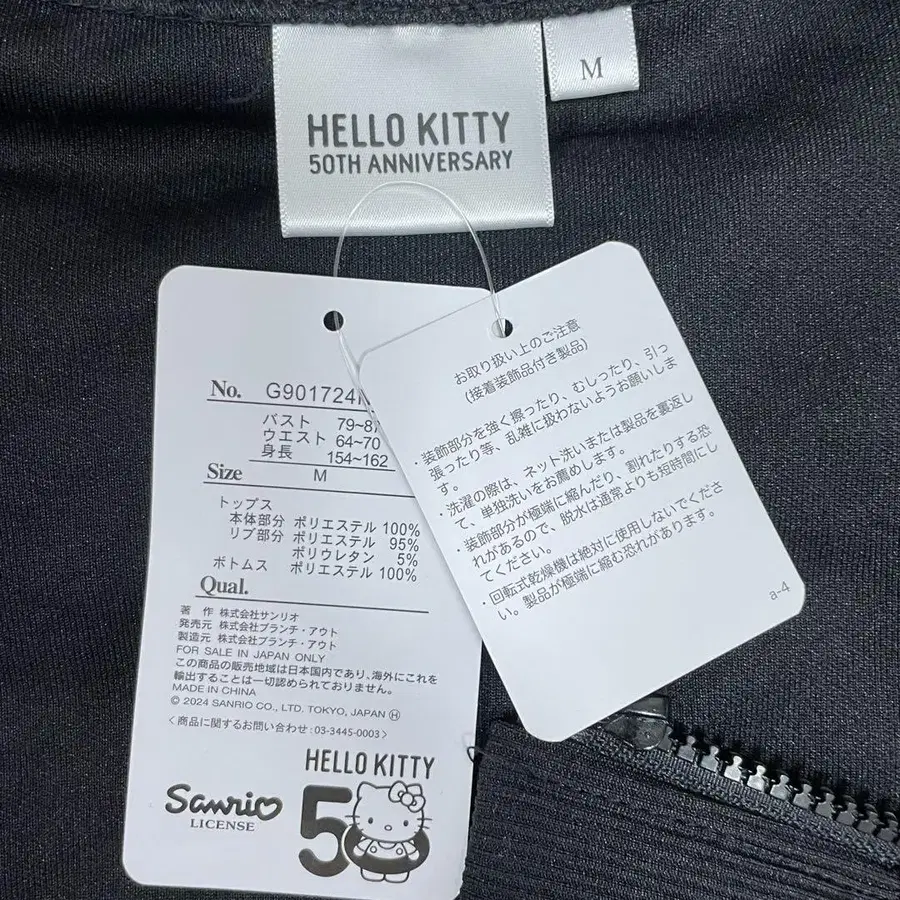 HELLO KITTY
50TH ANNIVERSARY
M
No. G901724
バスト 79~8
ウエスト 64~70
身長 154~162
Size M
トップス
本体部分 ポリエステル 100%
リブ部分 ポリエステル 95%
ポリウレタン 5%
ボトムス ポリエステル 100%
Qual.
著 作 株式会社サンリオ
発売元 株式会社ブランチ・アウト
製造元 株式会社ブランチ・アウト
FOR SALE IN JAPAN ONLY
この商品の販売地域は日本国内であり、海外にこれを
輸出することは一切認められておりません。
MADE IN CHINA
© 2024 SANRIO CO., LTD. TOKYO, JAPAN Ⓗ
〈商品に関するお問い合わせ:03-3445-0003〉
HELLO KITTY
50
Sanrio
LICENSE
お取り扱い上のご注意
(接着装飾品付き製品)
・装飾部分を強く擦ったり、むしったり、引っ
張ったり等、乱雑に扱わないようお願いしま
す。
・洗濯の際は、ネット洗いまたは製品を裏返し
て、単独洗いをお薦めします。
・装飾部分が極端に縮んだり、割れたりする恐
れがあるので、脱水は通常よりも短時間にし
てください。
・回転式乾燥機は絶対に使用しないでくださ
い。製品が極端に縮む恐れがあります。
a-4